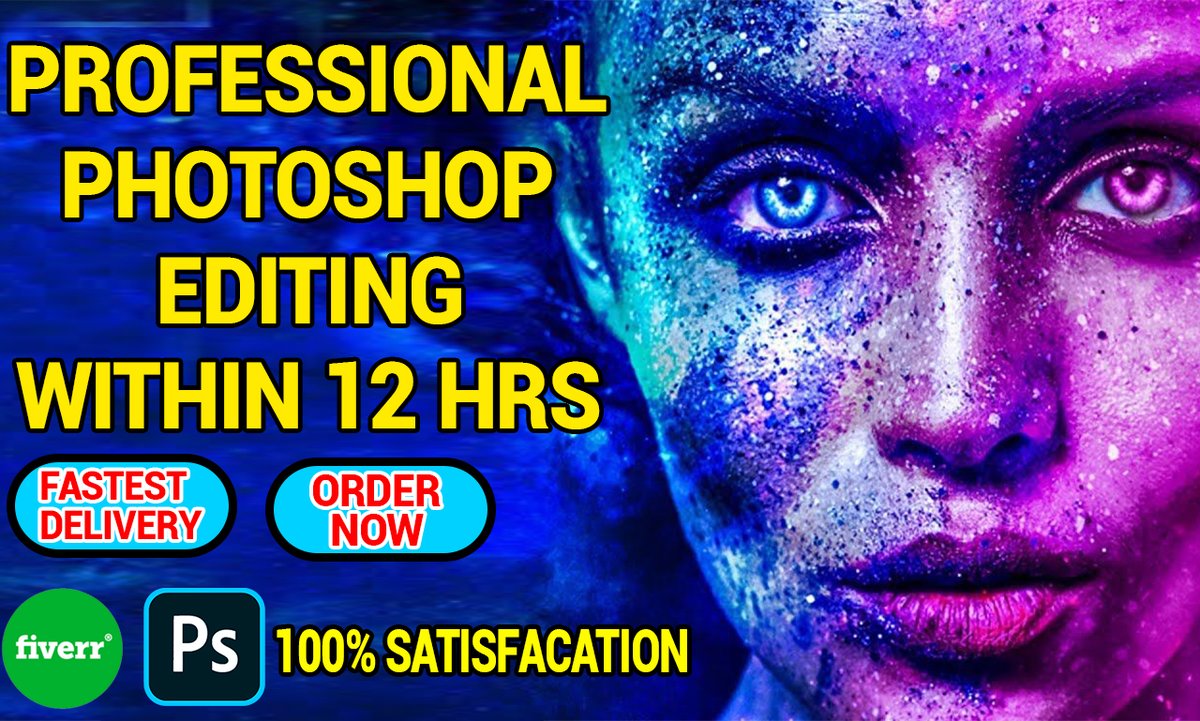 PROFESSIONAL
PHOTOSHOP
EDITING
WITHIN 12 HRS
FASTEST
DELIVERY
ORDER
NOW
fiverr®
Ps
100% SATISFACATION